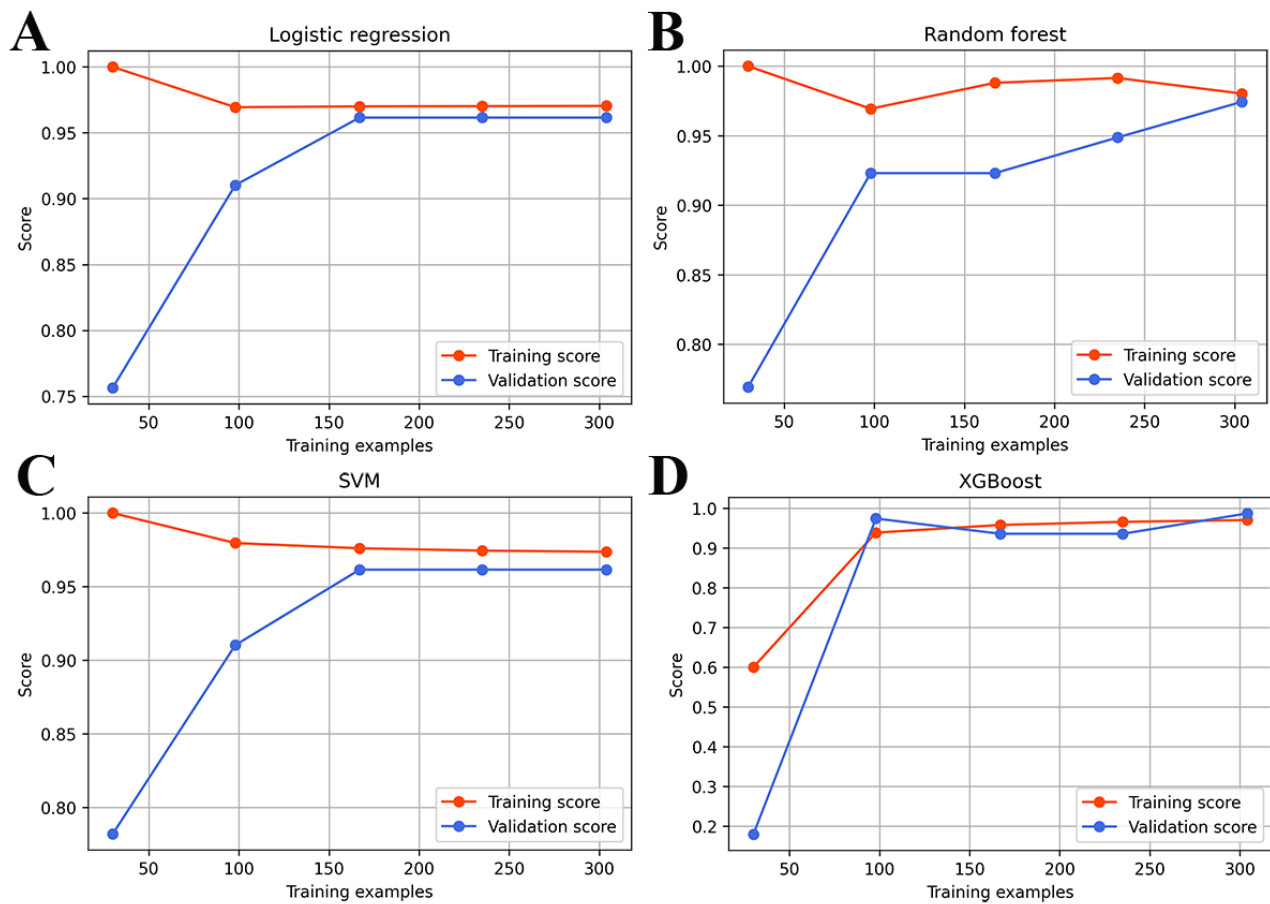 A
Logistic regression
1.00
0.95
0.90
0.85
0.80
0.75
Score
50 100 150 200 250 300
Training examples
Training score
Validation score
B
Random forest
1.00
0.95
0.90
0.85
0.80
Score
50 100 150 200 250 300
Training examples
Training score
Validation score
C
SVM
1.00
0.95
0.90
0.85
0.80
Score
50 100 150 200 250 300
Training examples
Training score
Validation score
D
XGBoost
1.0
0.9
0.8
0.7
0.6
0.5
0.4
0.3
0.2
Score
50 100 150 200 250 300
Training examples
Training score
Validation score